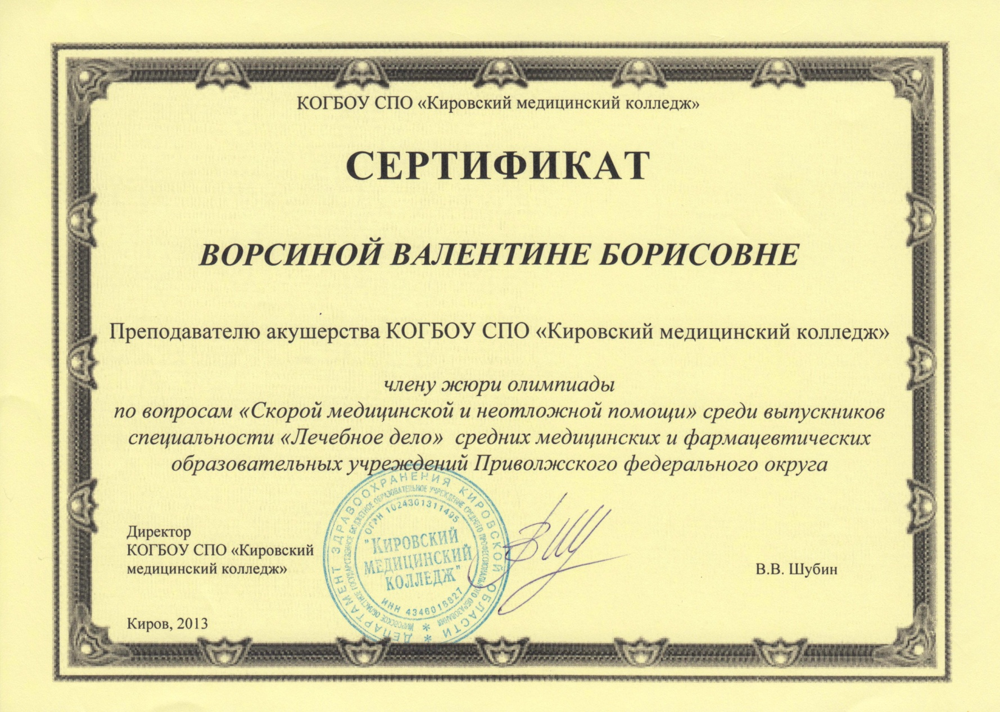 КОГБОУ СПО «Кировский медицинский колледж»
СЕРТИФИКАТ
ВОРСИНОЙ ВАЛЕНТИНЕ БОРИСОВНЕ
Преподавателю акушерства КОГБОУ СПО «Кировский медицинский колледж»
члену жюри олимпиады
по вопросам «Скорой медицинской и неотложной помощи» среди выпускников
специальности «Лечебное дело» средних медицинских и фармацевтических
образовательных учреждений Приволжского федерального округа
Директор
КОГБОУ СПО «Кировский
медицинский колледж»
В.В. Шубин
Киров, 2013
ДЕПАРТАМЕНТ ЗДРАВООХРАНЕНИЯ КИРОВСКОЙ ОБЛАСТИ
КИРОВСКОЕ ОБЛАСТНОЕ ГОСУДАРСТВЕННОЕ БЮДЖЕТНОЕ ОБРАЗОВАТЕЛЬНОЕ УЧРЕЖДЕНИЕ СРЕДНЕГО ПРОФЕССИОНАЛЬНОГО ОБРАЗОВАНИЯ
ОГРН 1024301311495
"КИРОВСКИЙ
МЕДИЦИНСКИЙ
КОЛЛЕДЖ"
ИНН 4346016827